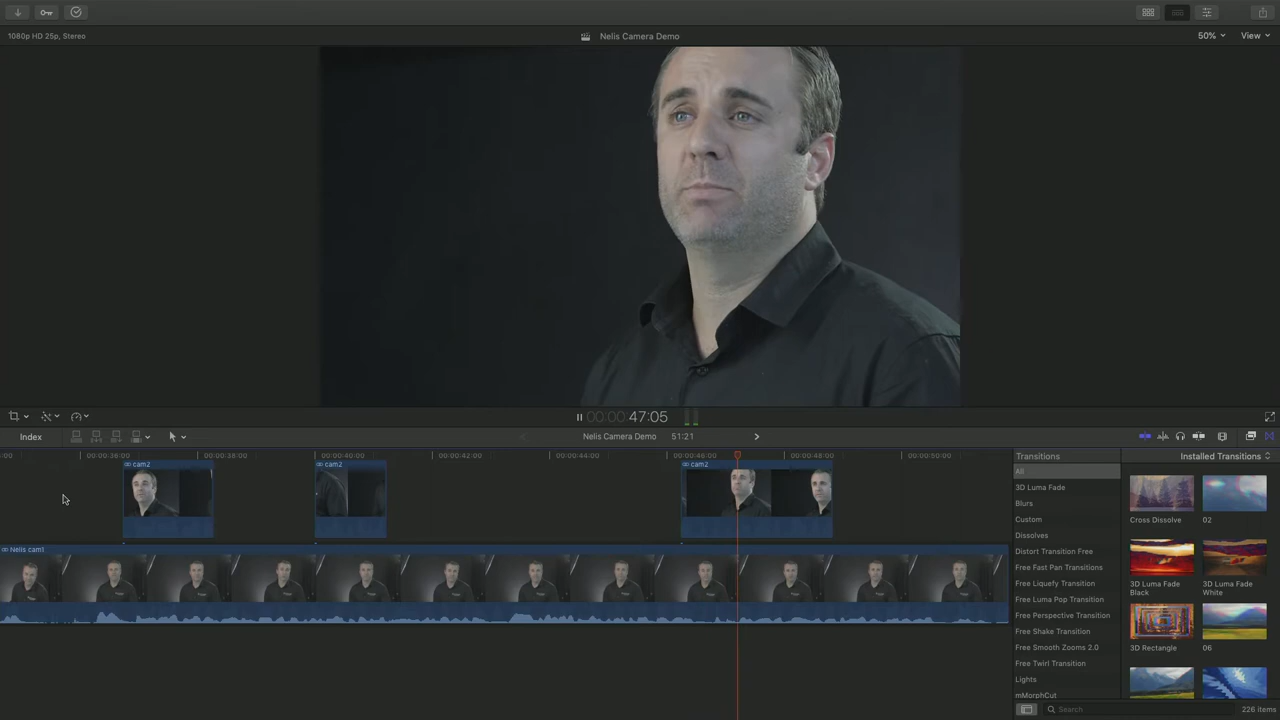 1080p HD 25p, Stereo
Nelis Camera Demo
50%
View
00:00:00 47:05
Index
Nelis Camera Demo
51:21
00:00:36:00
00:00:38:00
00:00:40:00
00:00:42:00
00:00:44:00
00:00:46:00
00:00:48:00
00:00:50:00
cam2
cam2
cam2
Nelis cam1
Transitions
Installed Transitions
All
3D Luma Fade
Blurs
Custom
Dissolves
Distort Transition Free
Free Fast Pan Transitions
Free Liquefy Transition
Free Luma Pop Transition
Free Perspective Transition
Free Shake Transition
Free Smooth Zooms 2.0
Free Twirl Transition
Lights
mMorphCut
Cross Dissolve
02
3D Luma Fade Black
3D Luma Fade White
3D Rectangle
06
Search
226 items